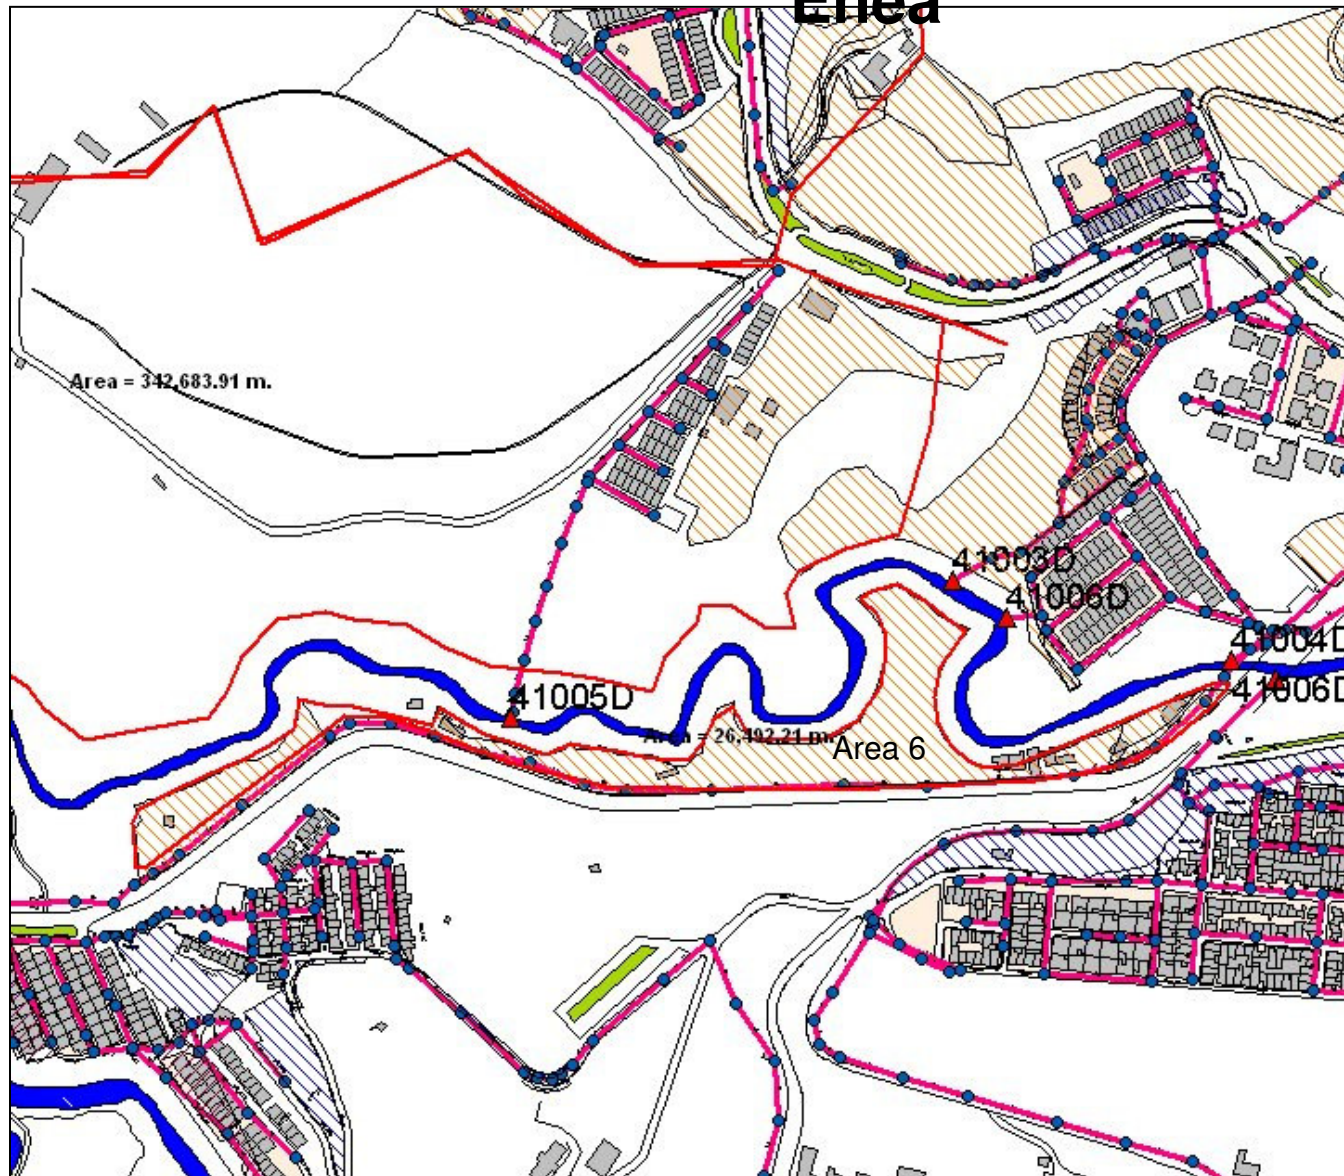 Enea
Area = 342,683.91 m.
41003D
41006D
41004D
41006D
41005D
Area = 26,492.21 m.
Area 6